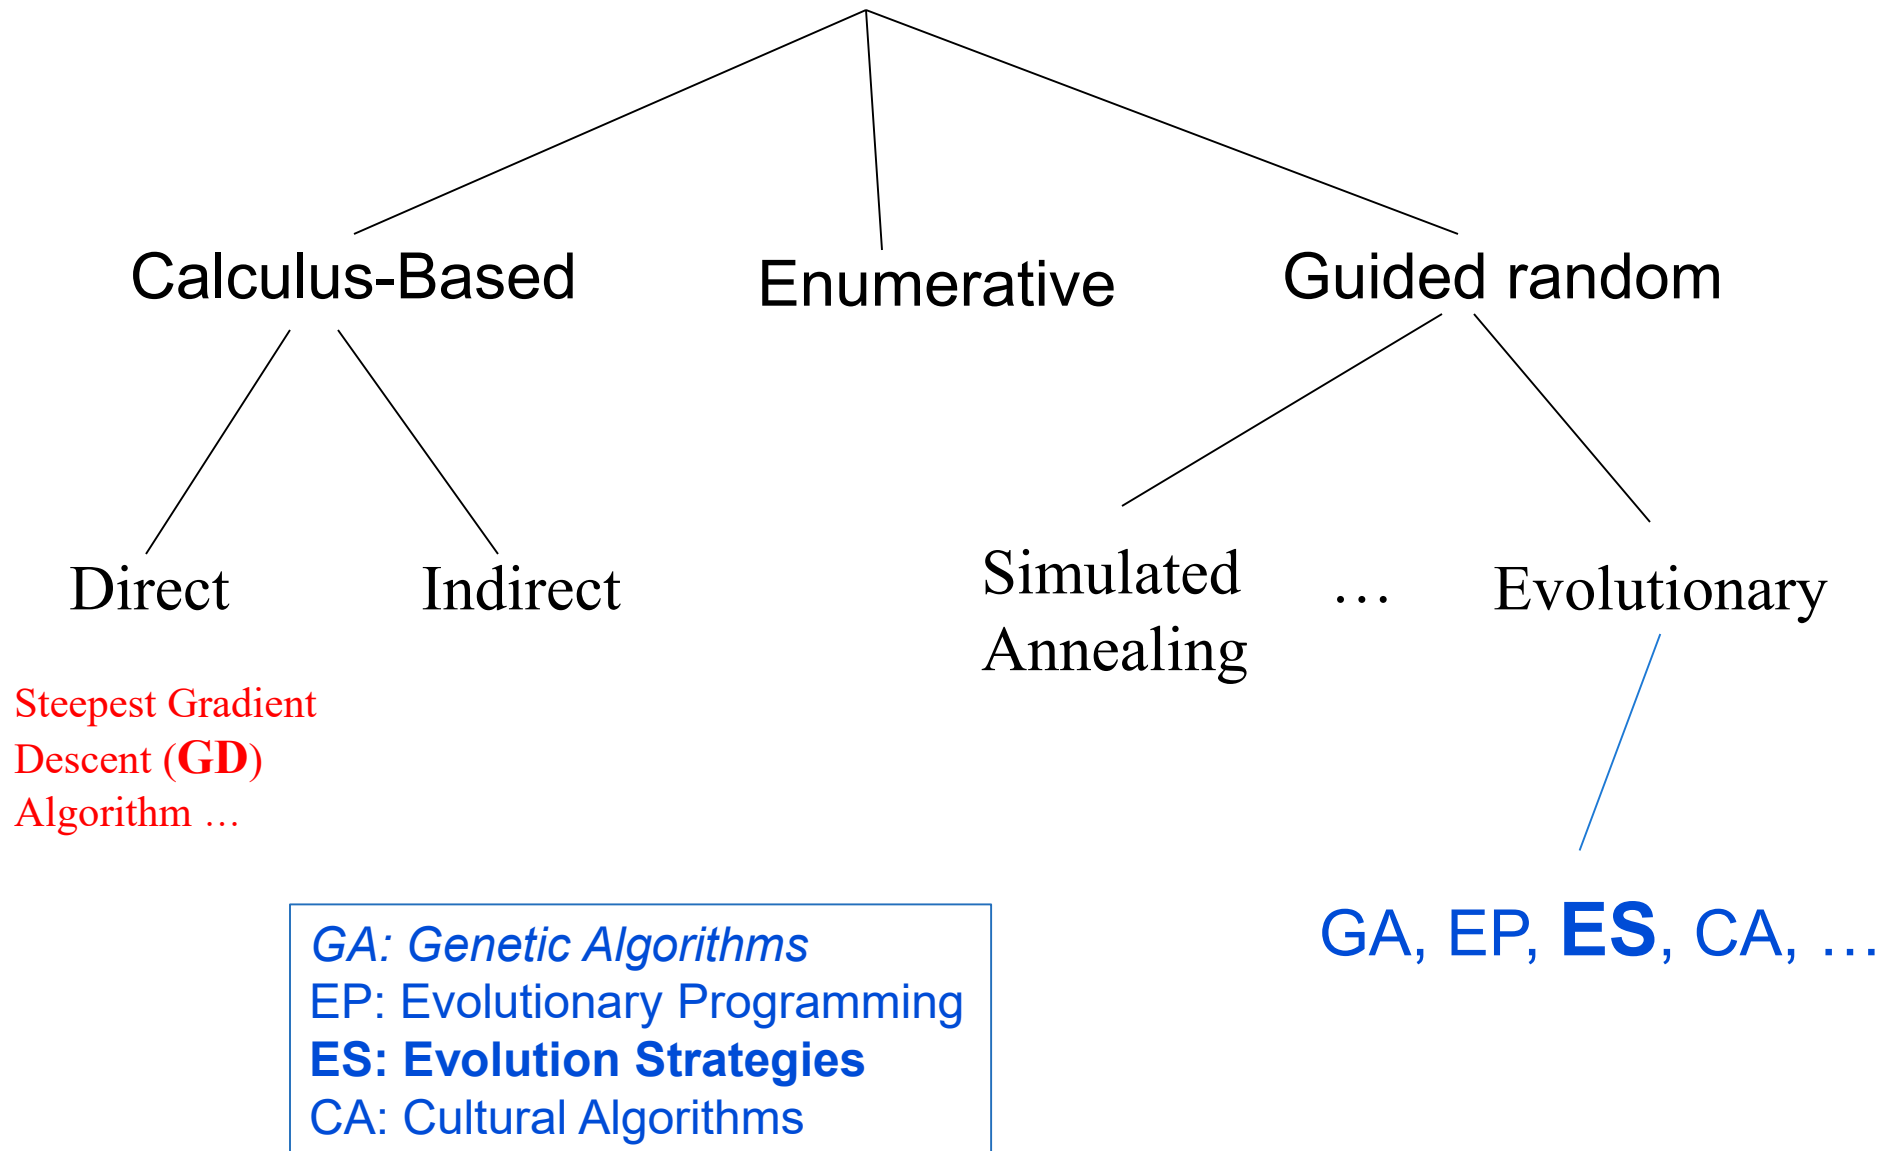 Calculus-Based
Enumerative
Guided random
Direct
Indirect
Simulated
Annealing
…
Evolutionary
Steepest Gradient
Descent (GD)
Algorithm …
GA, EP, ES, CA, …
GA: Genetic Algorithms
EP: Evolutionary Programming
ES: Evolution Strategies
CA: Cultural Algorithms